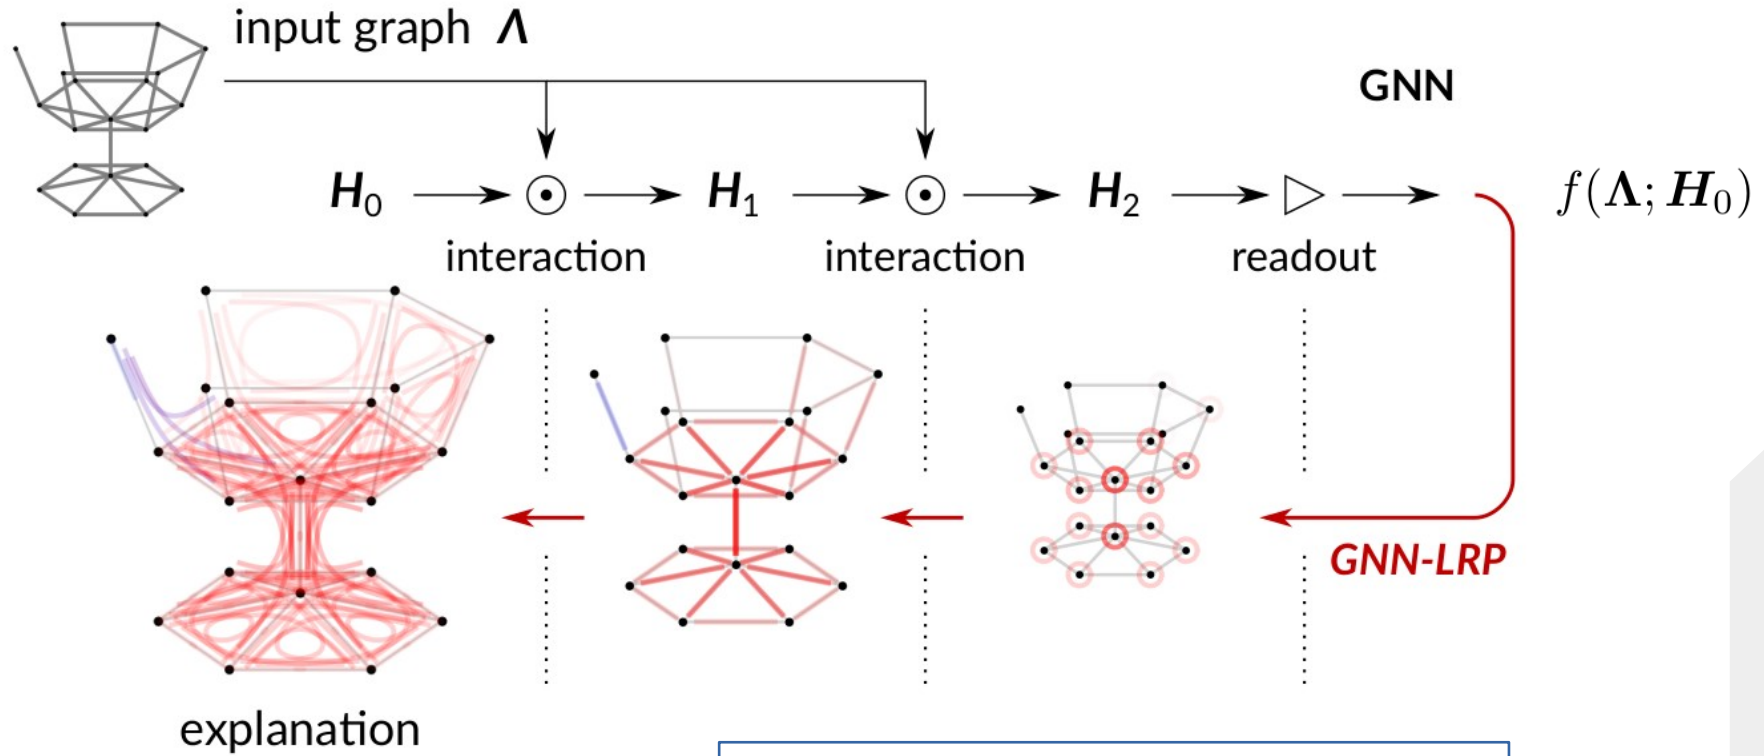 input graph Λ
GNN
H₀ H₁ H₂ f(Λ; H₀)
interaction interaction readout
GNN-LRP
explanation